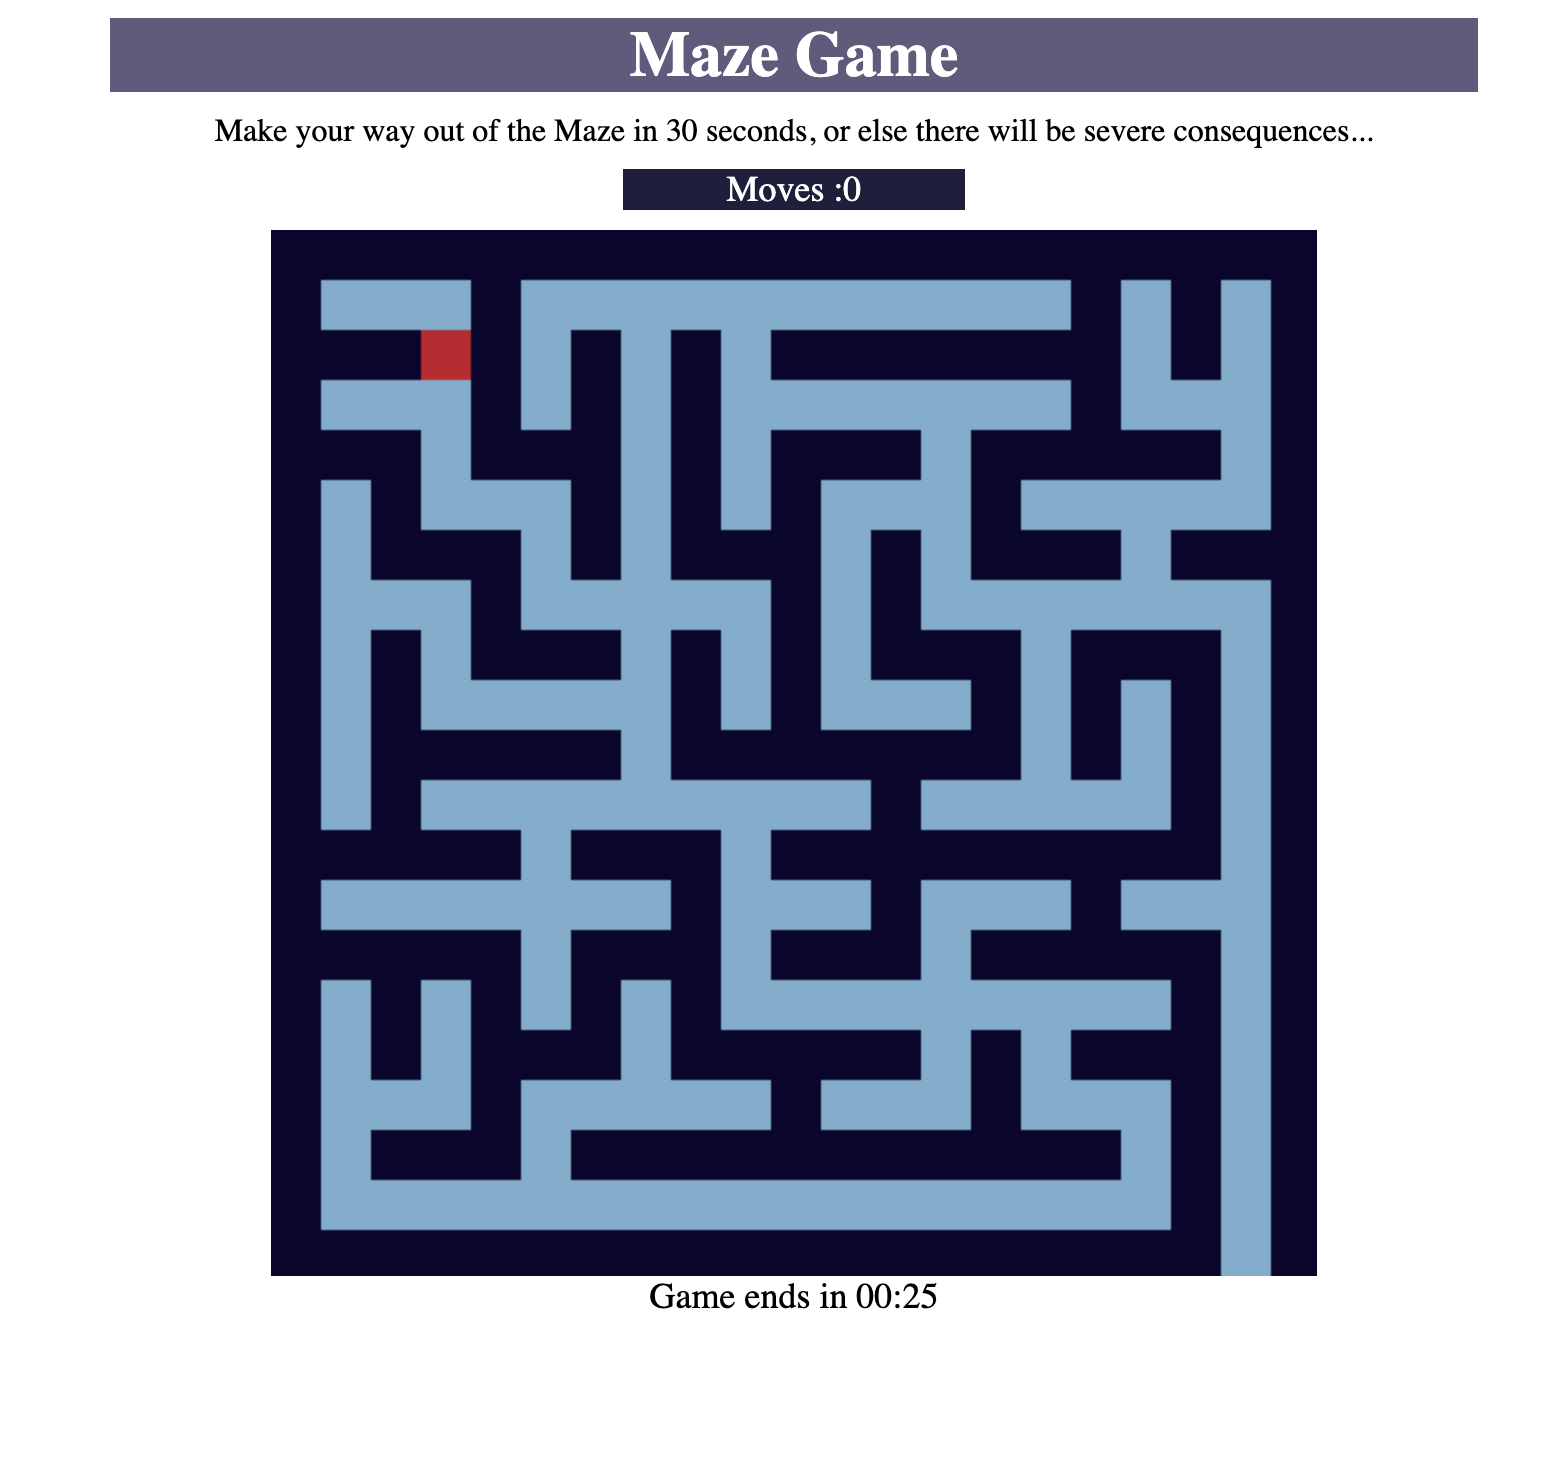 Maze Game
Make your way out of the Maze in 30 seconds, or else there will be severe consequences...
Moves :0
Game ends in 00:25